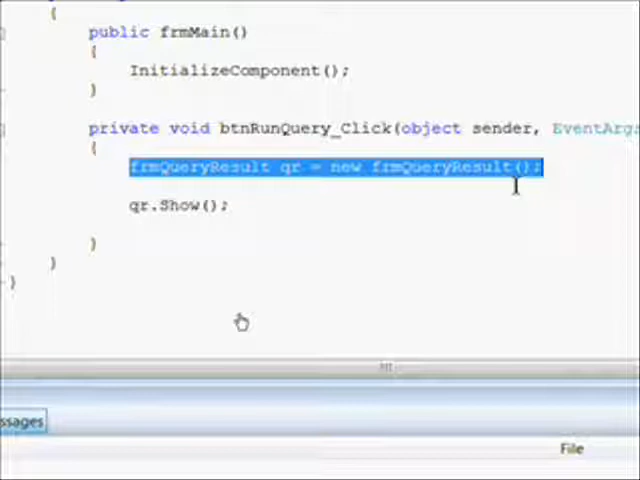 {
public frmMain()
{
InitializeComponent();
}
private void btnRunQuery_Click(object sender, EventArgs
{
frmQueryResult qr = new frmQueryResult();
qr.Show();
}
}
}
ssages
File